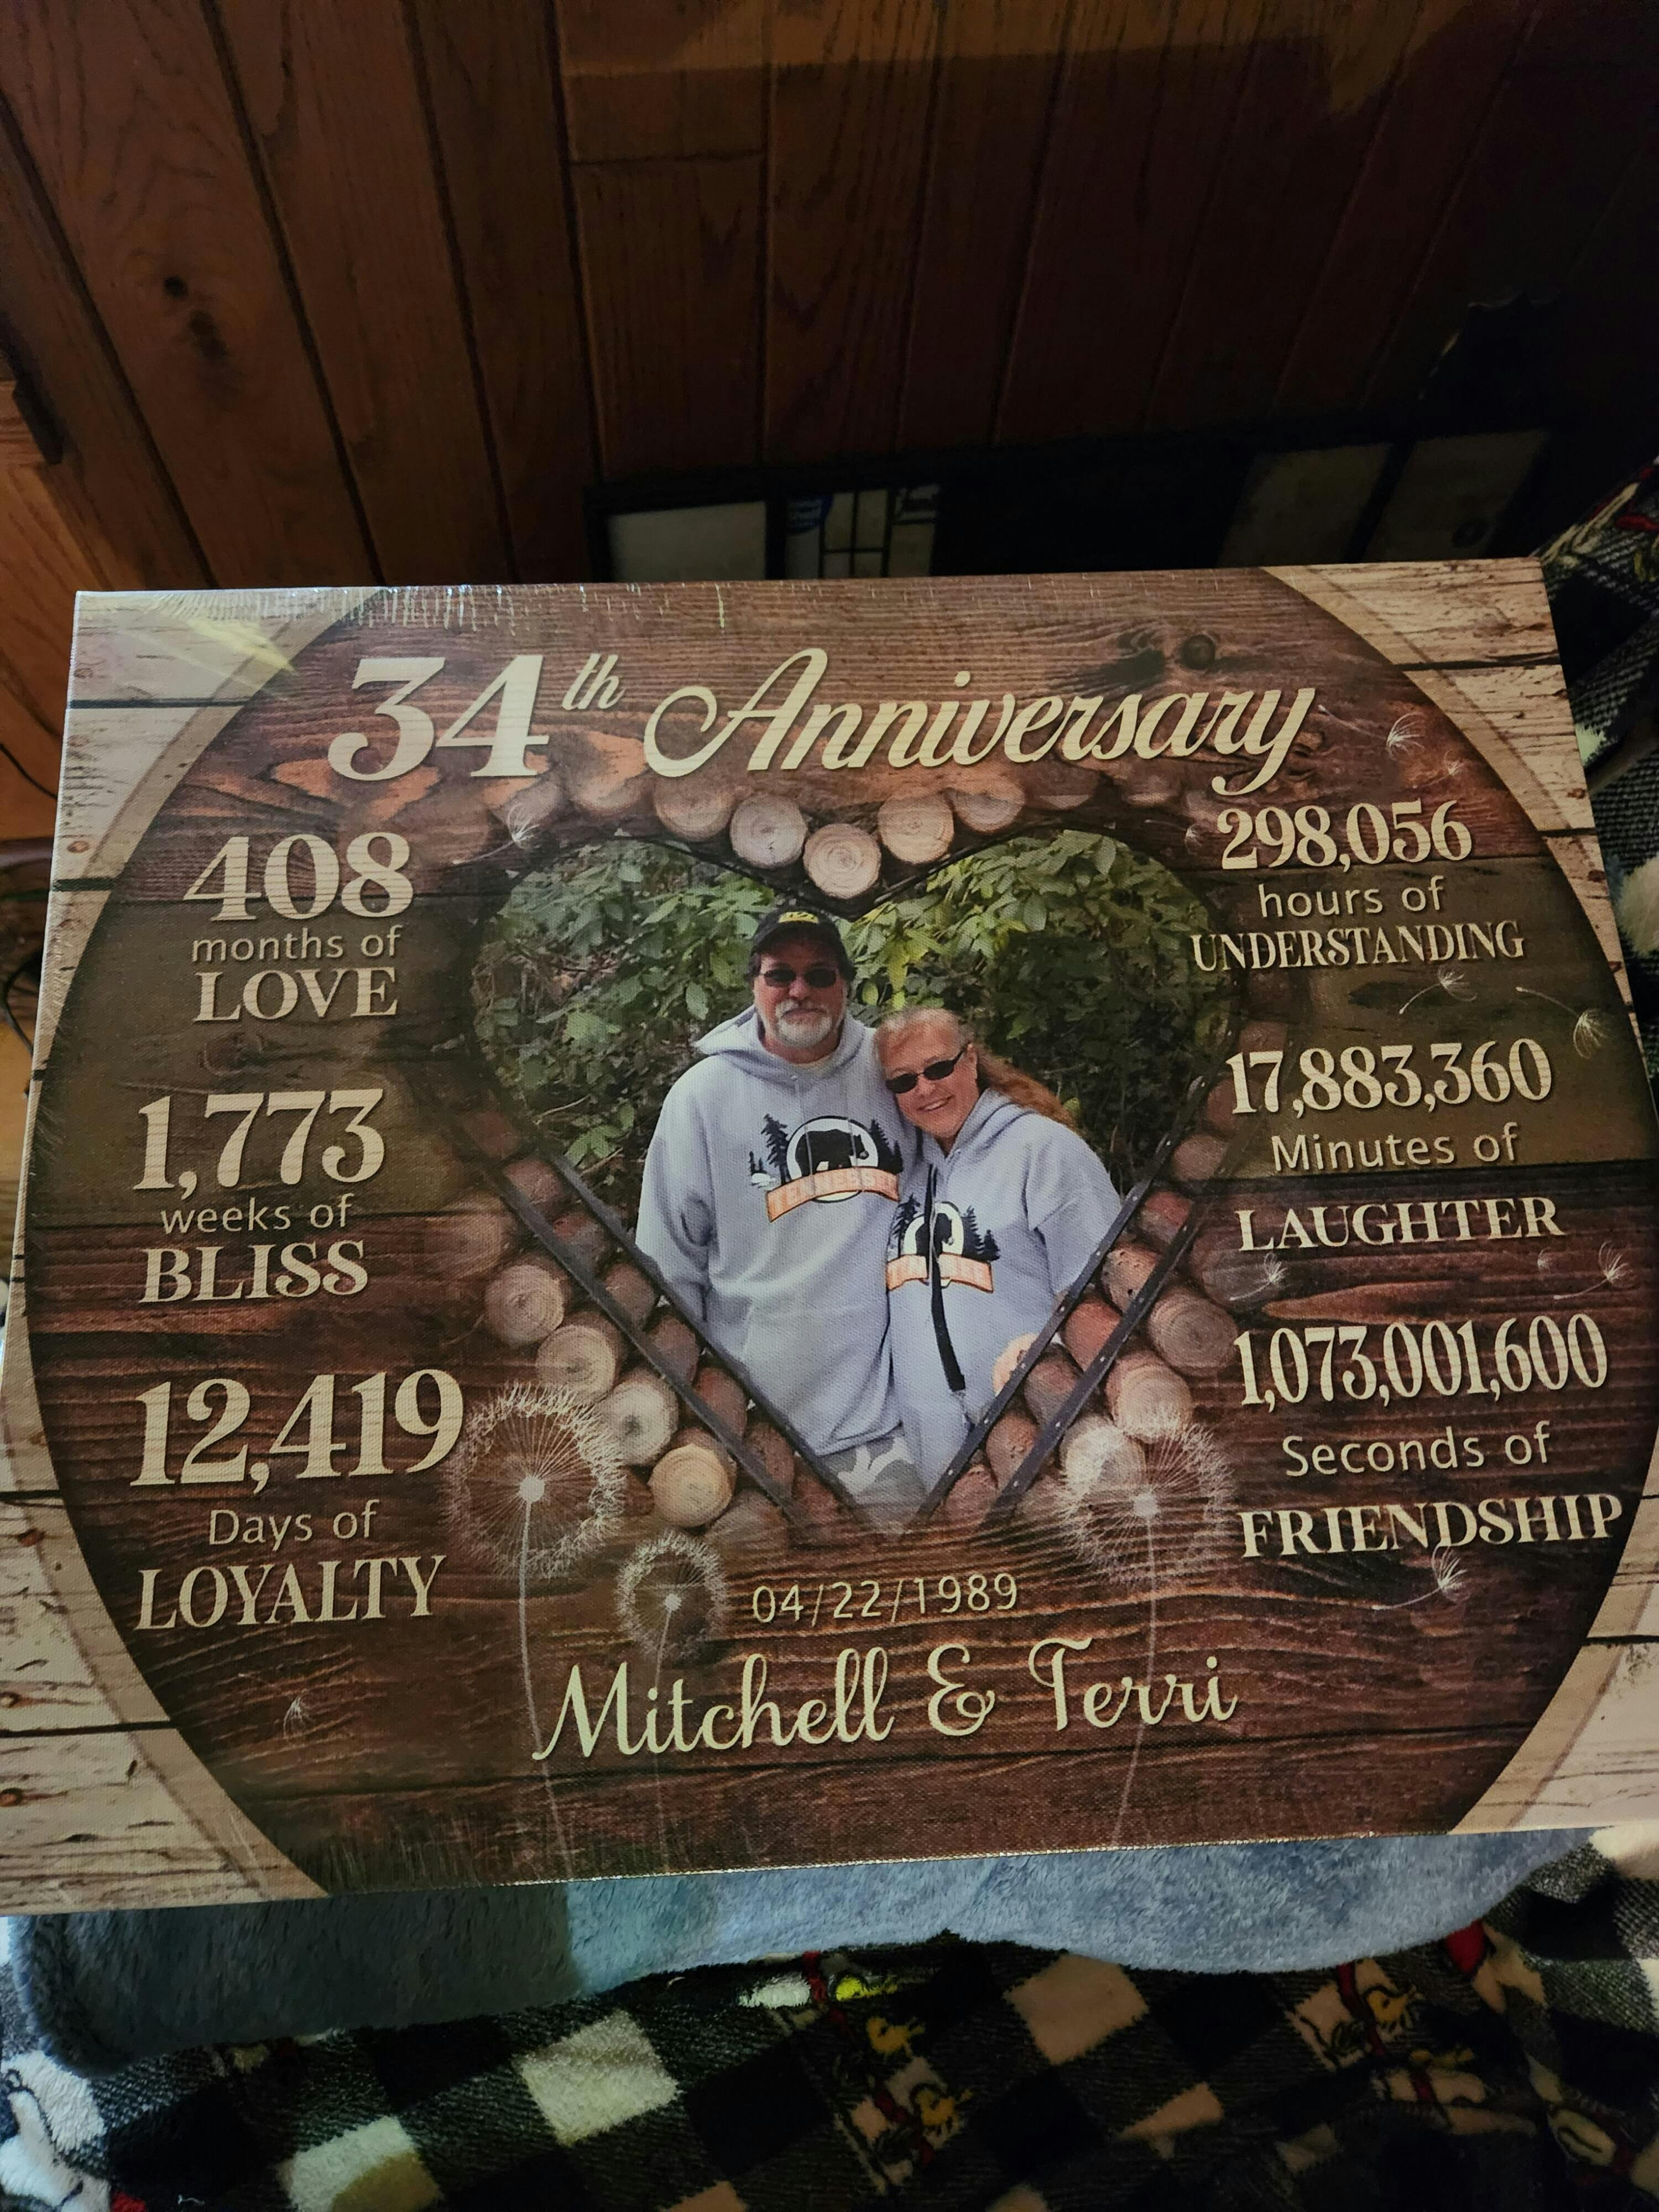 34th Anniversary
408
months of
LOVE
1,773
weeks of
BLISS
12,419
Days of
LOYALTY
298,056
hours of
UNDERSTANDING
17,883,360
Minutes of
LAUGHTER
1,073,001,600
Seconds of
FRIENDSHIP
04/22/1989
Mitchell & Terri